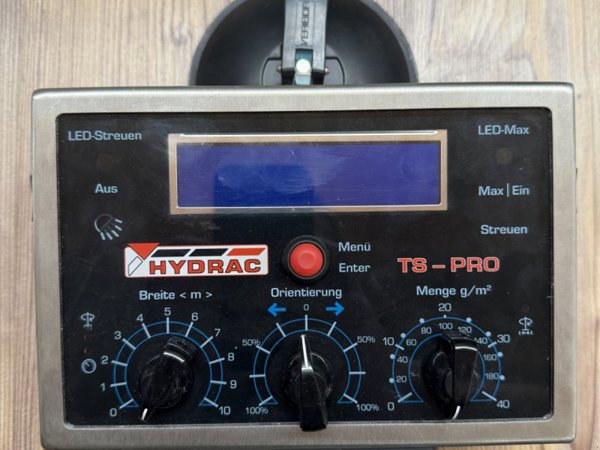 LED-Streuen
LED-Max
Aus
Max|Ein
Streuen
HYDRAC
Menü
Enter
TS - PRO
Breite < m >
Orientierung
Menge g/m²
0 1 2 3 4 5 6 7 8 9 10
100% 50% 0 50% 100%
0 10 20 30 40
20 40 60 80 100 120 140 160 180